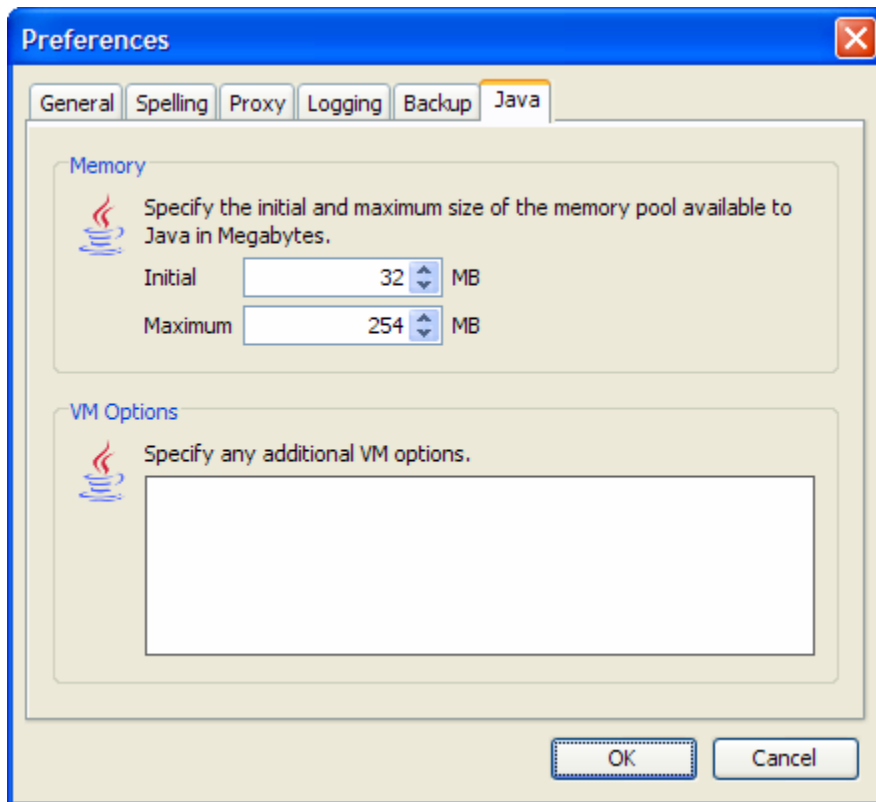 Preferences
General Spelling Proxy Logging Backup Java
Memory
Specify the initial and maximum size of the memory pool available to
Java in Megabytes.
Initial 32 MB
Maximum 254 MB
VM Options
Specify any additional VM options.
OK Cancel